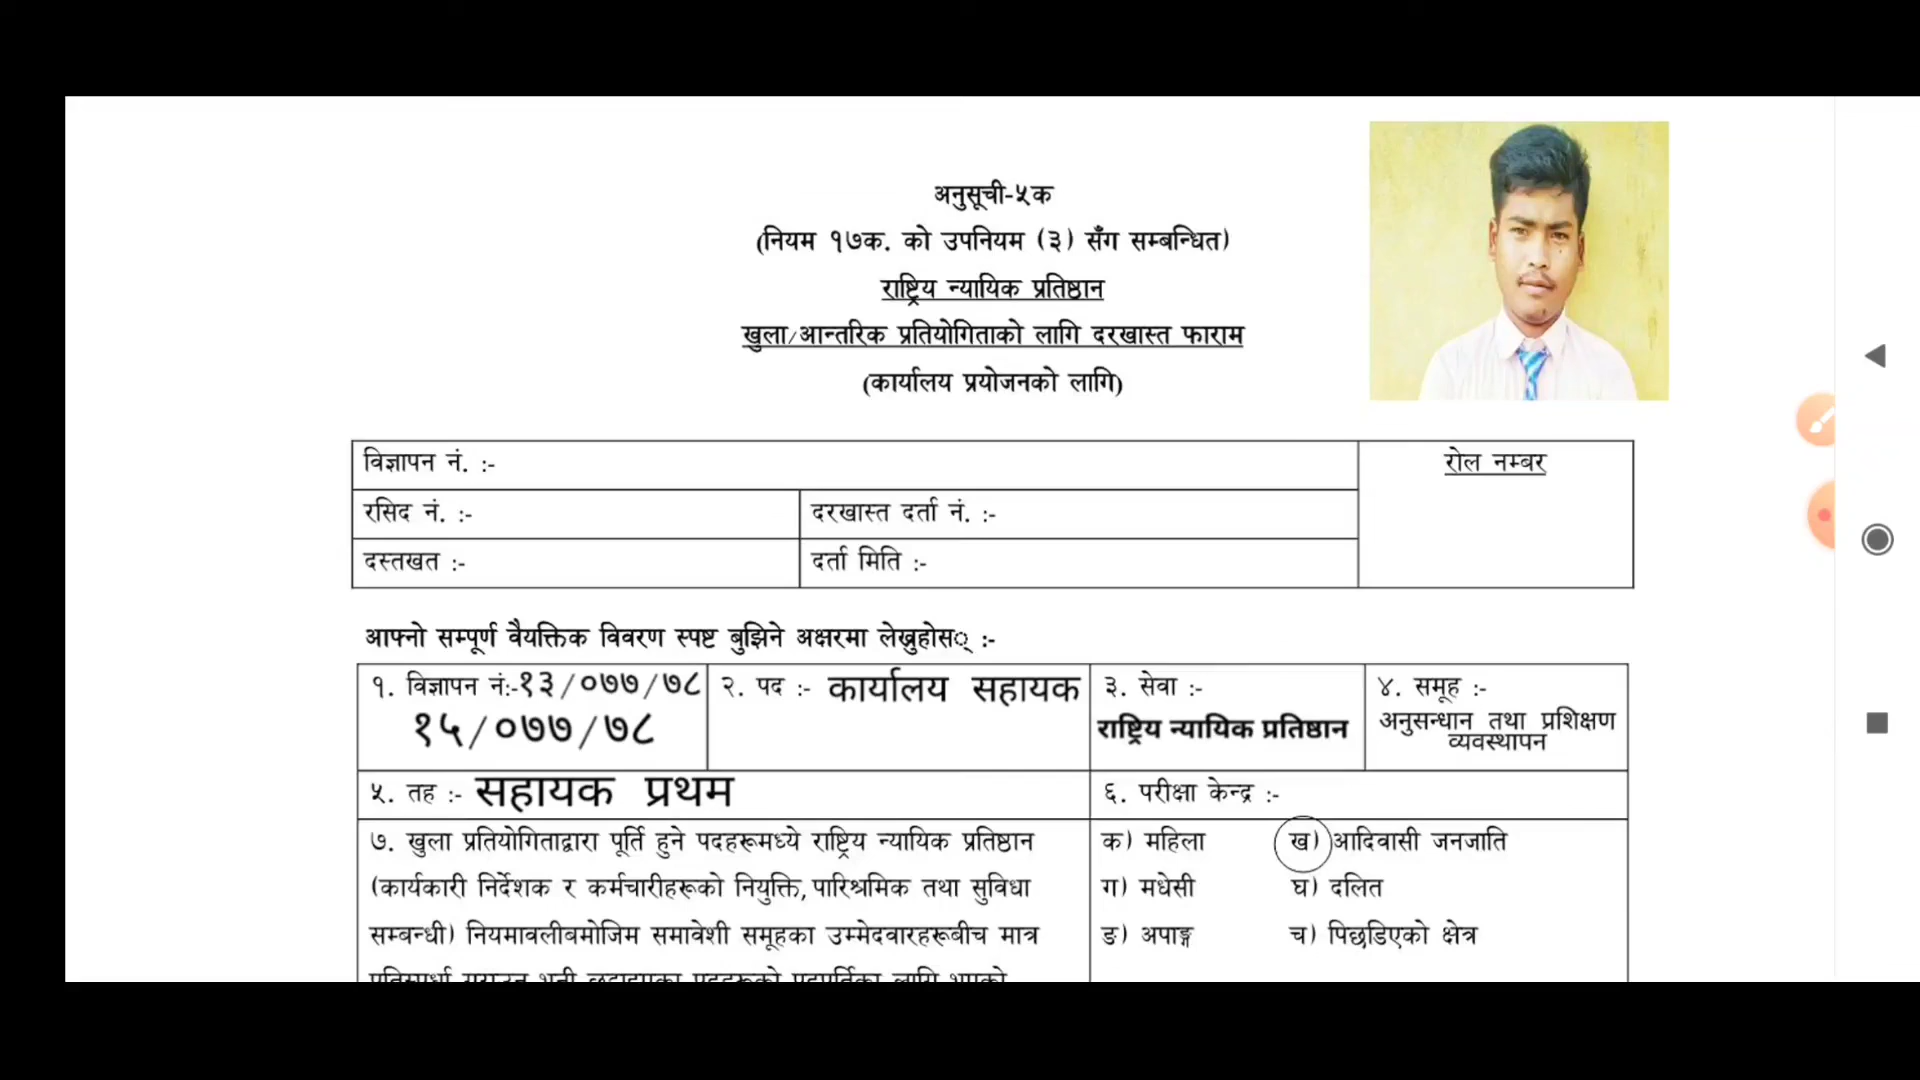 अनुसूची-५क
(नियम १७क. को उपनियम (३) सँग सम्बन्धित)
राष्ट्रिय न्यायिक प्रतिष्ठान
खुला/आन्तरिक प्रतियोगिताको लागि दरखास्त फाराम
(कार्यालय प्रयोजनको लागि)
विज्ञापन नं. :-
रोल नम्बर
रसिद नं. :-
दरखास्त दर्ता नं. :-
दस्तखत :-
दर्ता मिति :-
आफ्नो सम्पूर्ण वैयक्तिक विवरण स्पष्ट बुझिने अक्षरमा लेख्नुहोस् :-
१. विज्ञापन नं:-१३/०७७/७८
१५/०७७/७८
२. पद :- कार्यालय सहायक
३. सेवा :-
राष्ट्रिय न्यायिक प्रतिष्ठान
४. समूह :-
अनुसन्धान तथा प्रशिक्षण
व्यवस्थापन
५. तह :- सहायक प्रथम
६. परीक्षा केन्द्र :-
७. खुला प्रतियोगिताद्वारा पूर्ति हुने पदहरूमध्ये राष्ट्रिय न्यायिक प्रतिष्ठान
(कार्यकारी निर्देशक र कर्मचारीहरूको नियुक्ति, पारिश्रमिक तथा सुविधा
सम्बन्धी) नियमावलीबमोजिम समावेशी समूहका उम्मेदवारहरूबीच मात्र
क) महिला ख) आदिवासी जनजाति
ग) मधेसी घ) दलित
ङ) अपाङ्ग च) पिछडिएको क्षेत्र